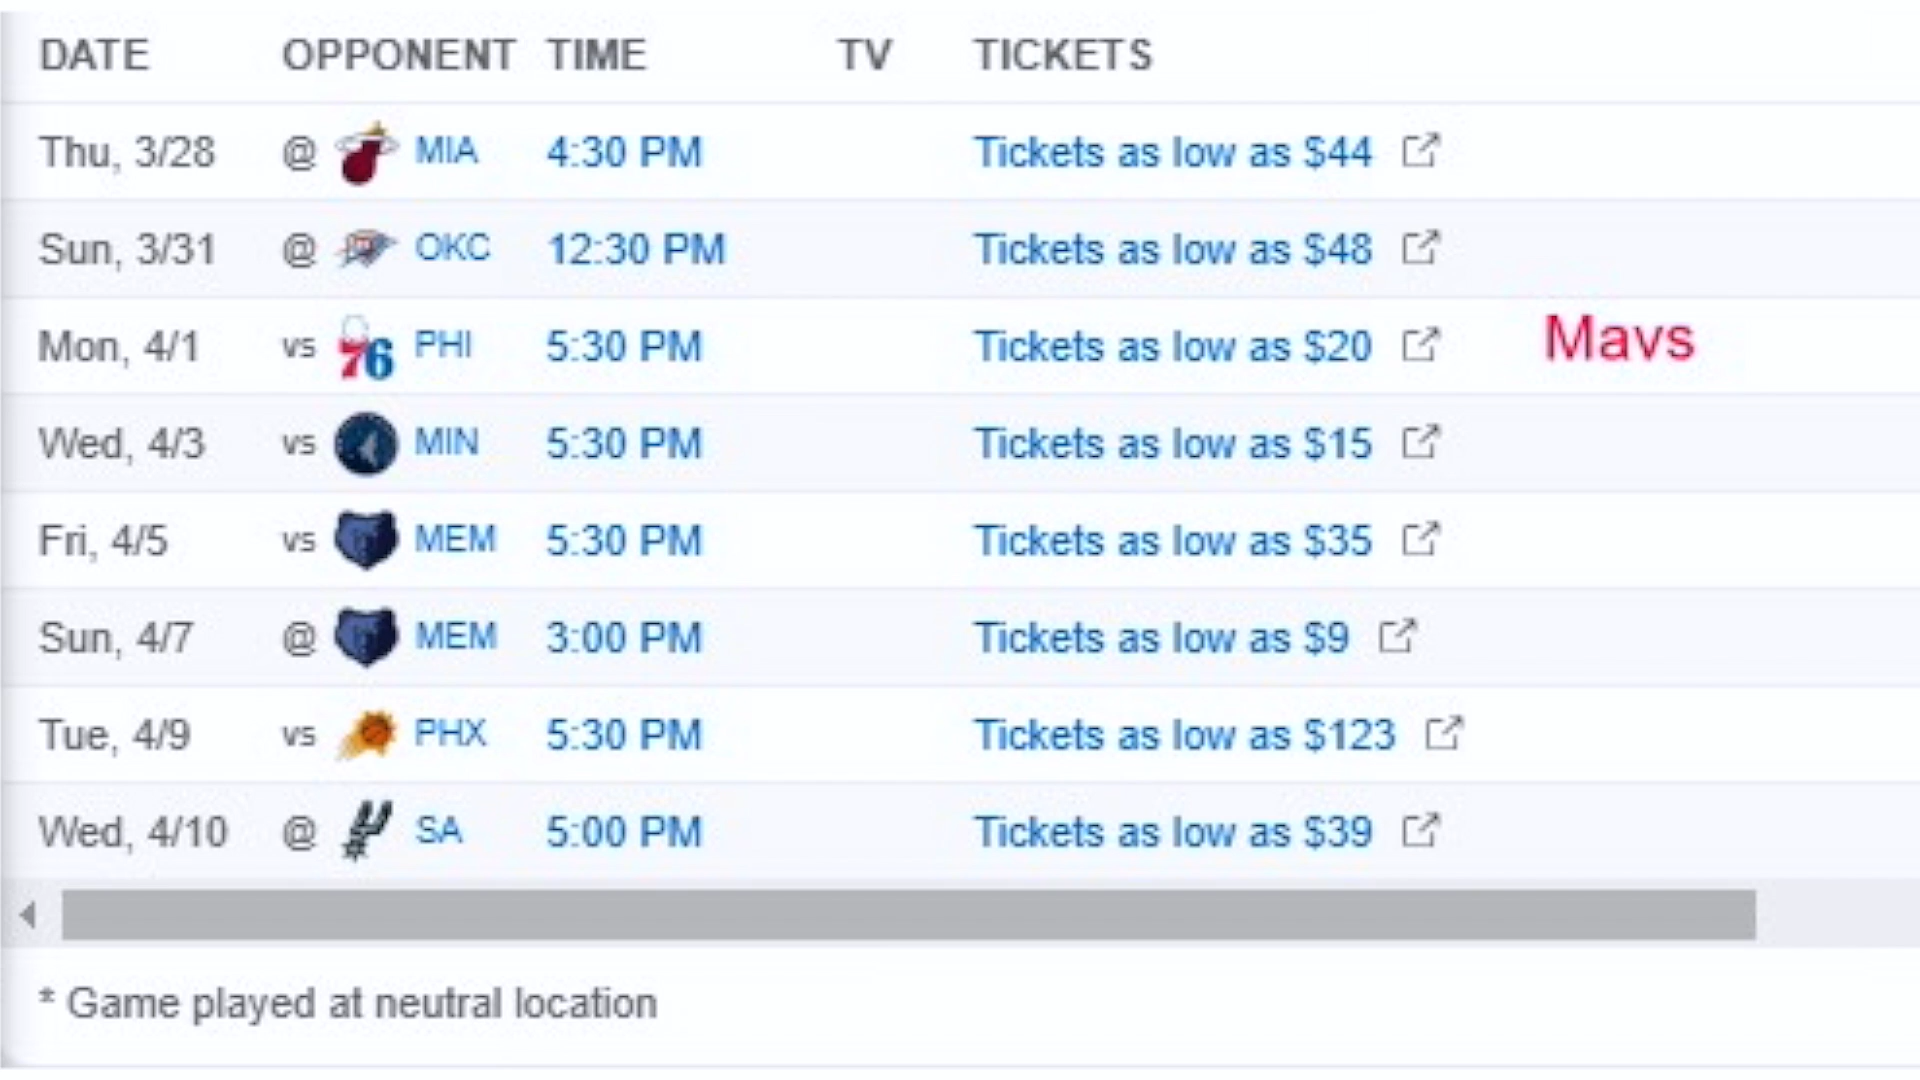 DATE OPPONENT TIME TV TICKETS
Thu, 3/28 @ MIA 4:30 PM Tickets as low as $44
Sun, 3/31 @ OKC 12:30 PM Tickets as low as $48
Mon, 4/1 vs 76 PHI 5:30 PM Tickets as low as $20 Mavs
Wed, 4/3 vs MIN 5:30 PM Tickets as low as $15
Fri, 4/5 vs MEM 5:30 PM Tickets as low as $35
Sun, 4/7 @ MEM 3:00 PM Tickets as low as $9
Tue, 4/9 vs PHX 5:30 PM Tickets as low as $123
Wed, 4/10 @ SA 5:00 PM Tickets as low as $39
* Game played at neutral location